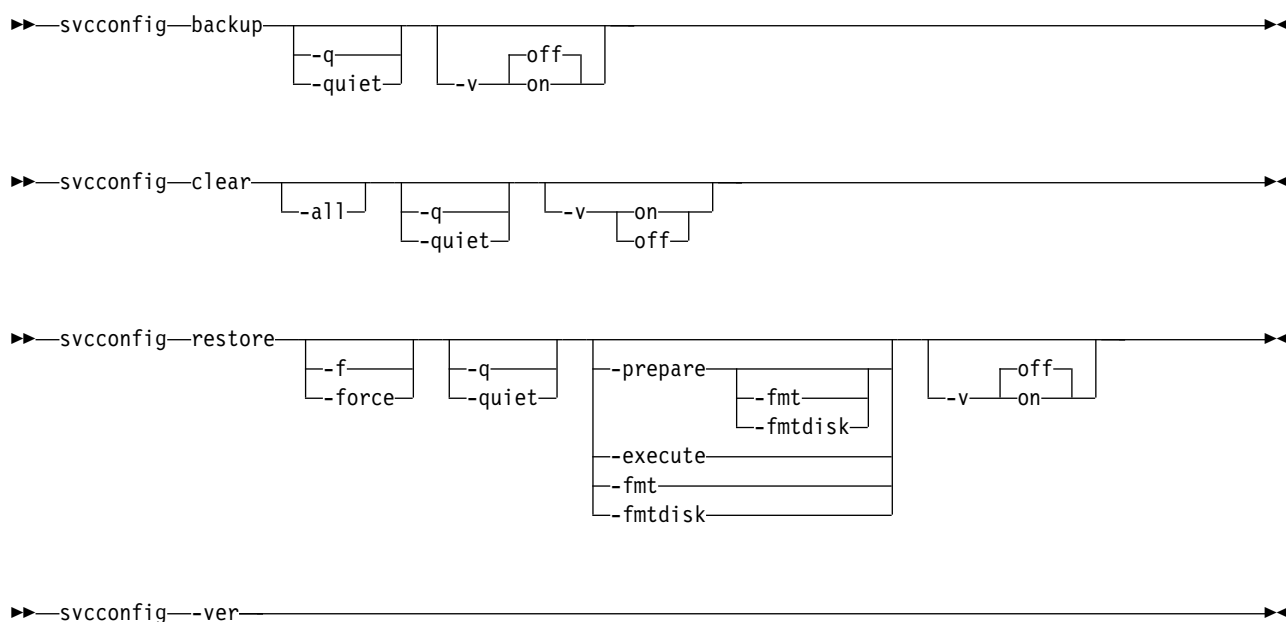 svcconfig backup
-q
-quiet
-v
off
on
svcconfig clear
-all
-q
-quiet
-v
on
off
svcconfig restore
-f
-force
-q
-quiet
-prepare
-fmt
-fmtdisk
-execute
-fmt
-fmtdisk
-v
off
on
svcconfig -ver